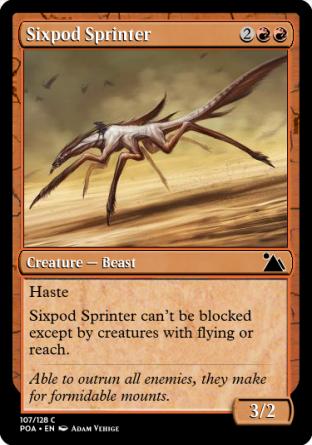 Sixpod Sprinter 2
Creature — Beast
Haste
Sixpod Sprinter can't be blocked
except by creatures with flying or
reach.
Able to outrun all enemies, they make
for formidable mounts.
3/2
107/128 C
POA • EN Adam Vehige